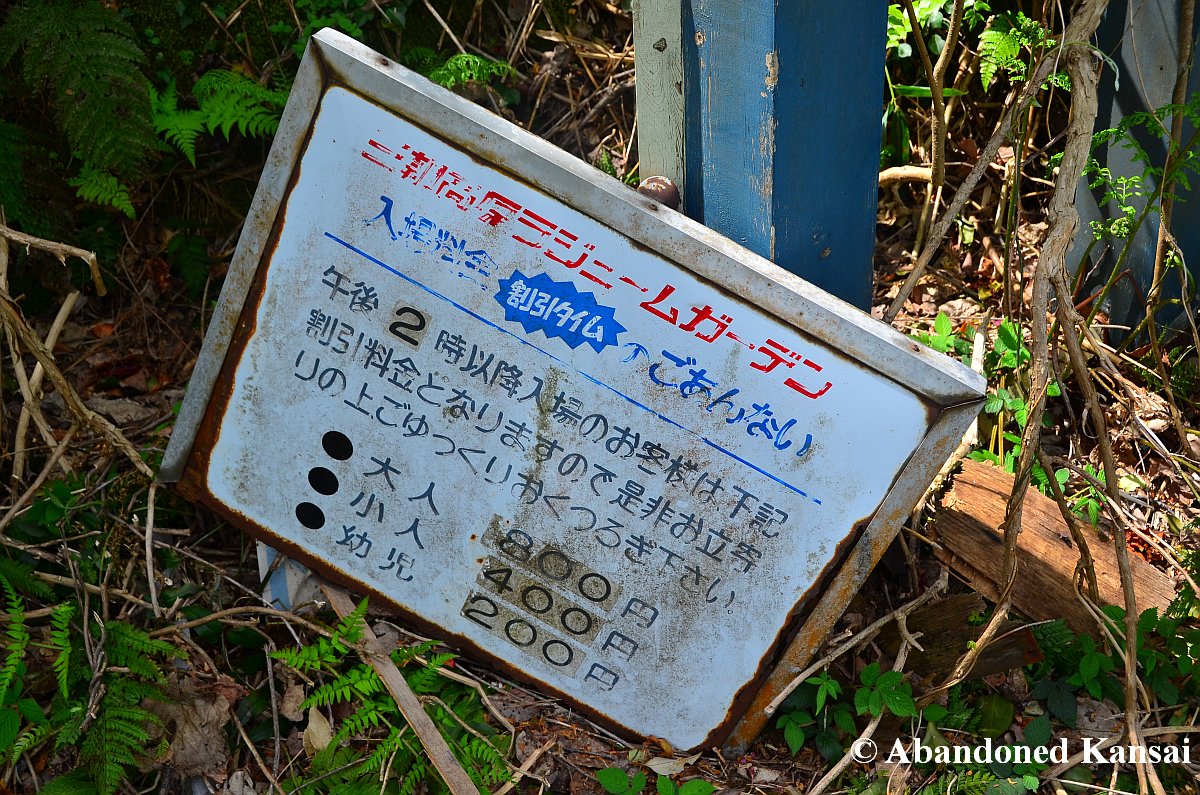 ニジニームガーデン
入場料金 割引タイム のごあんない
午後2時以降入場のお客様は下記
割引料金となりますので是非お立寄
りの上ごゆっくりおくつろぎ下さい。
● 大人 800円
● 小人 400円
● 幼児 200円
© Abandoned Kansai